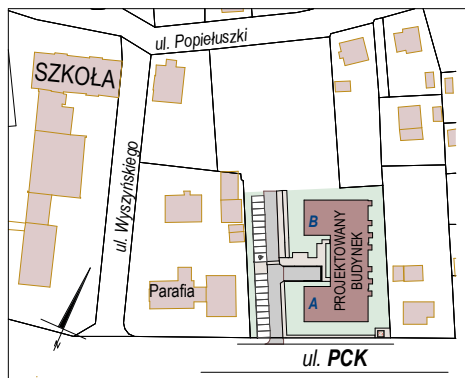 ul. Popiełuszki
SZKOŁA
ul. Wyszyńskiego
B
PROJEKTOWANY
BUDYNEK
A
Parafia
N
ul. PCK